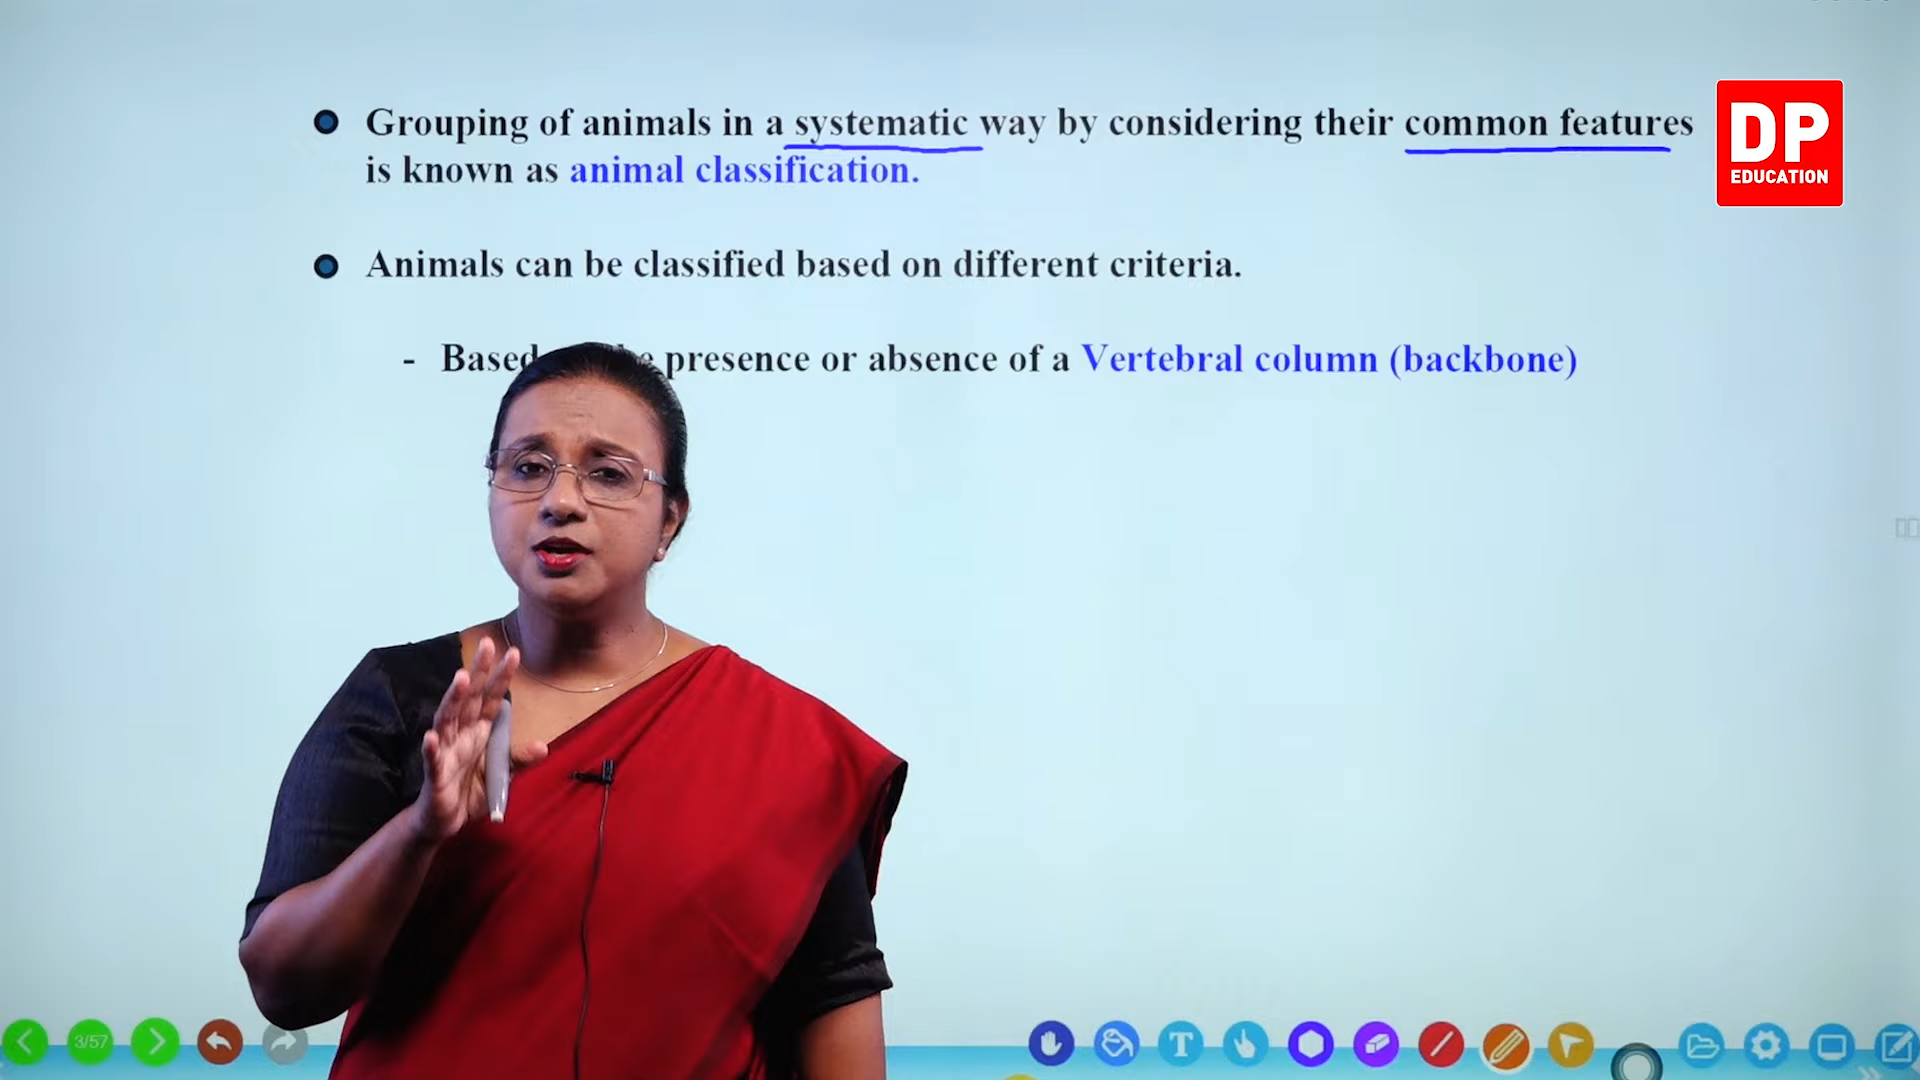 Grouping of animals in a systematic way by considering their common features
is known as animal classification.
DP
EDUCATION
Animals can be classified based on different criteria.
- Based presence or absence of a Vertebral column (backbone)
3/57
T